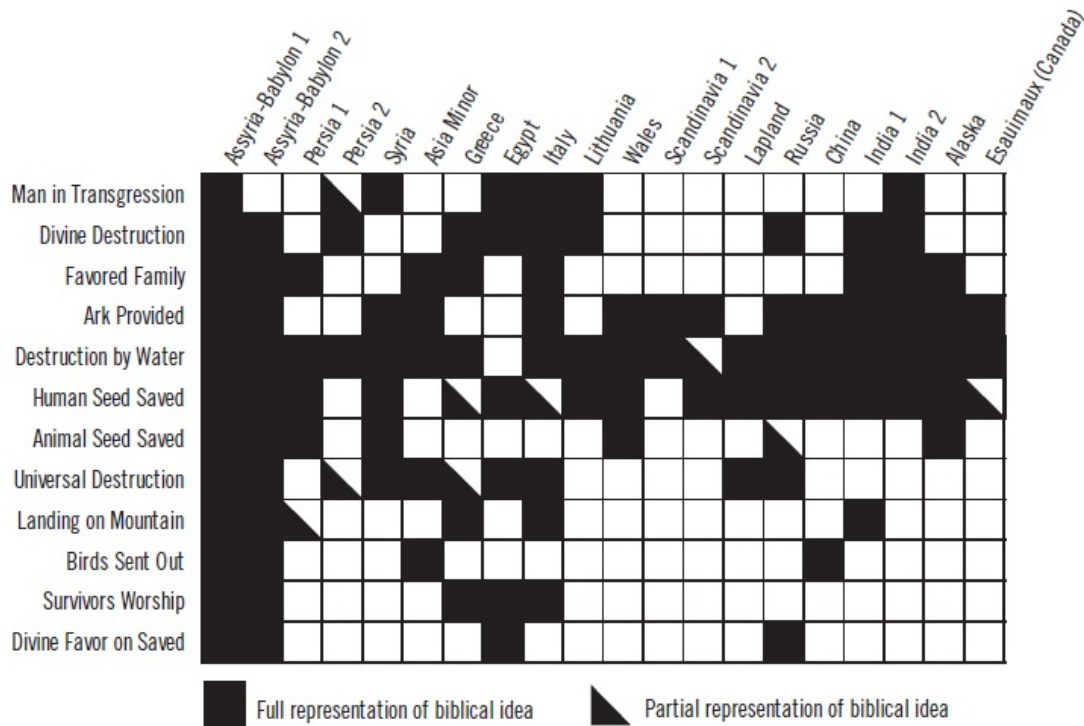 Assyria-Babylon 1
Assyria-Babylon 2
Persia 1
Persia 2
Syria
Asia Minor
Greece
Egypt
Italy
Lithuania
Wales
Scandinavia 1
Scandinavia 2
Lapland
Russia
China
India 1
India 2
Alaska
Esauimaux (Canada)
Man in Transgression
Divine Destruction
Favored Family
Ark Provided
Destruction by Water
Human Seed Saved
Animal Seed Saved
Universal Destruction
Landing on Mountain
Birds Sent Out
Survivors Worship
Divine Favor on Saved
Full representation of biblical idea
Partial representation of biblical idea